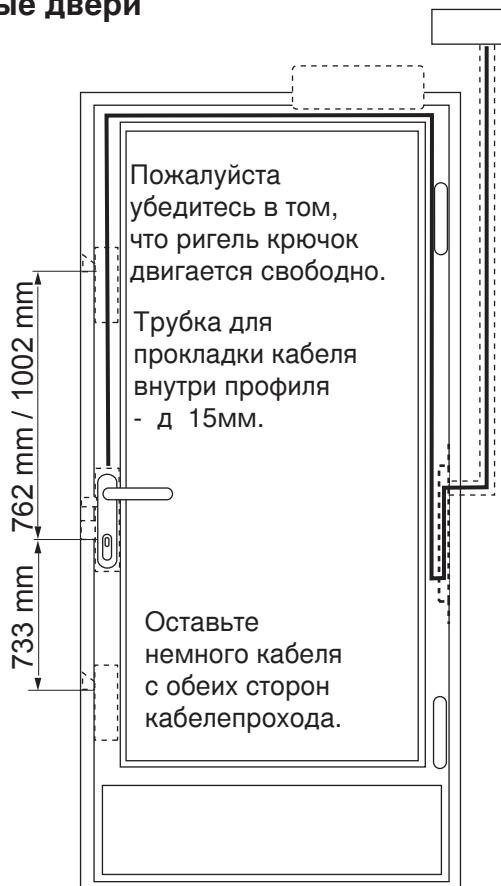 ые двери
Пожалуйста
убедитесь в том,
что ригель крючок
двигается свободно.
Трубка для
прокладки кабеля
внутри профиля
- д 15мм.
762 mm / 1002 mm
733 mm
Оставьте
немного кабеля
с обеих сторон
кабелепрохода.